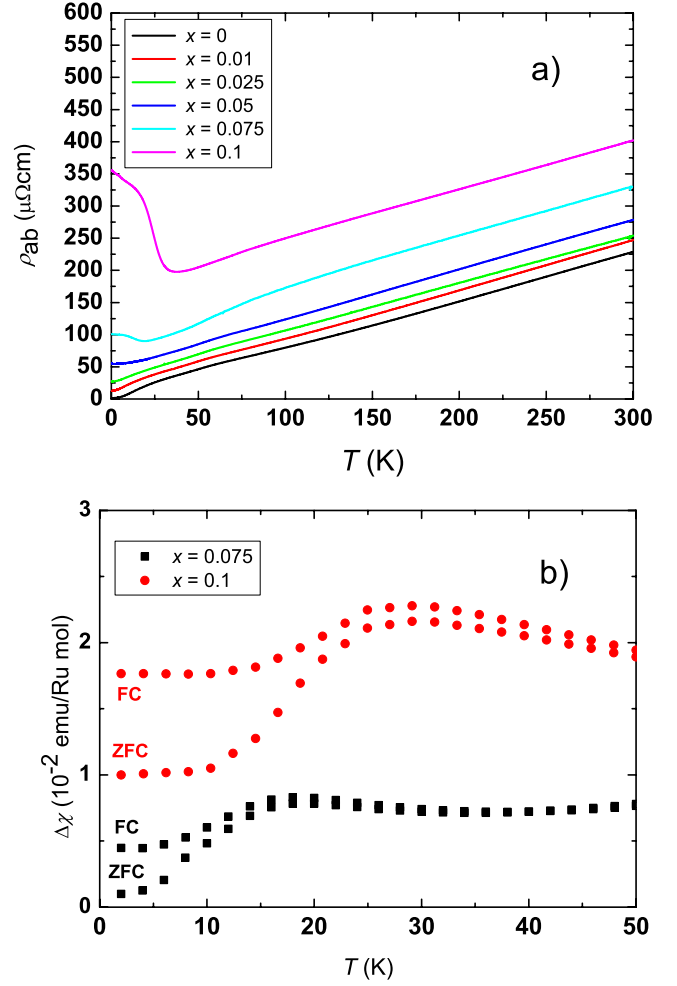 600
550
500
450
400
350
300
250
200
150
100
50
0
ρab (μΩcm)
x = 0
x = 0.01
x = 0.025
x = 0.05
x = 0.075
x = 0.1
a)
0 50 100 150 200 250 300
T (K)
3
2
1
0
Δχ (10-2 emu/Ru mol)
x = 0.075
x = 0.1
b)
FC
ZFC
FC
ZFC
0 10 20 30 40 50
T (K)